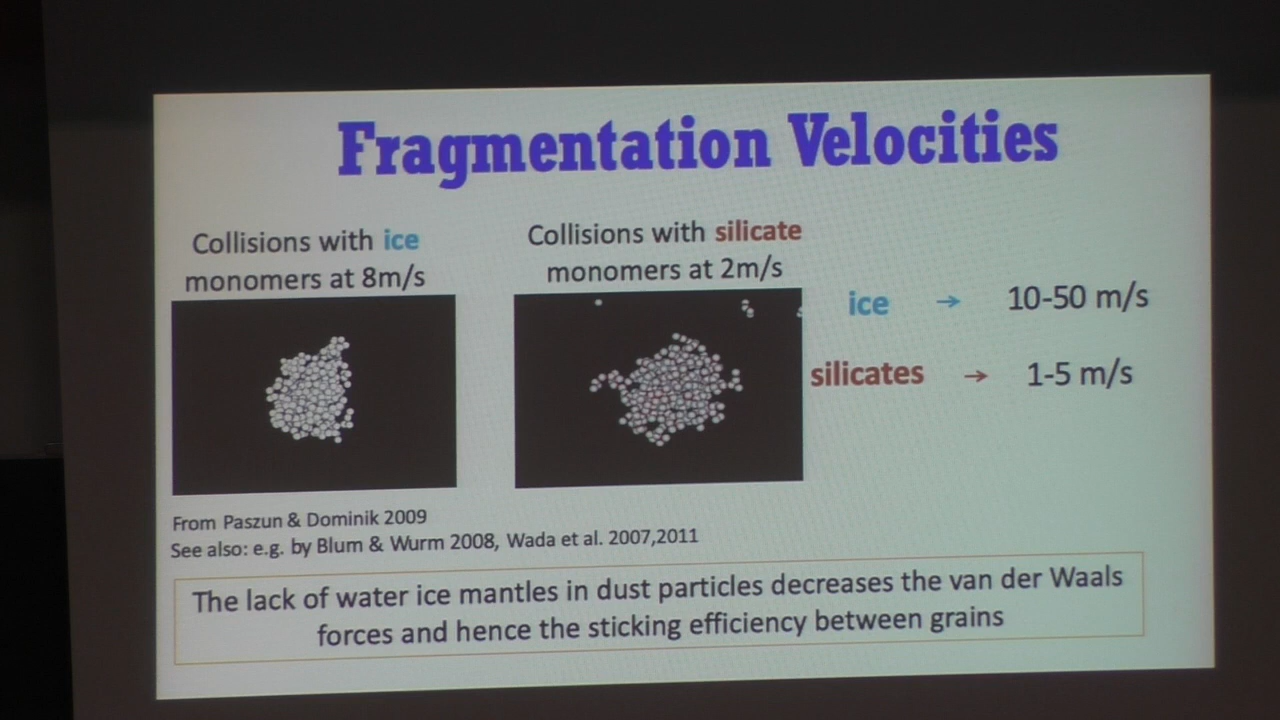 Fragmentation Velocities
Collisions with ice
monomers at 8m/s
Collisions with silicate
monomers at 2m/s
ice → 10-50 m/s
silicates → 1-5 m/s
From Paszun & Dominik 2009
See also: e.g. by Blum & Wurm 2008, Wada et al. 2007,2011
The lack of water ice mantles in dust particles decreases the van der Waals
forces and hence the sticking efficiency between grains